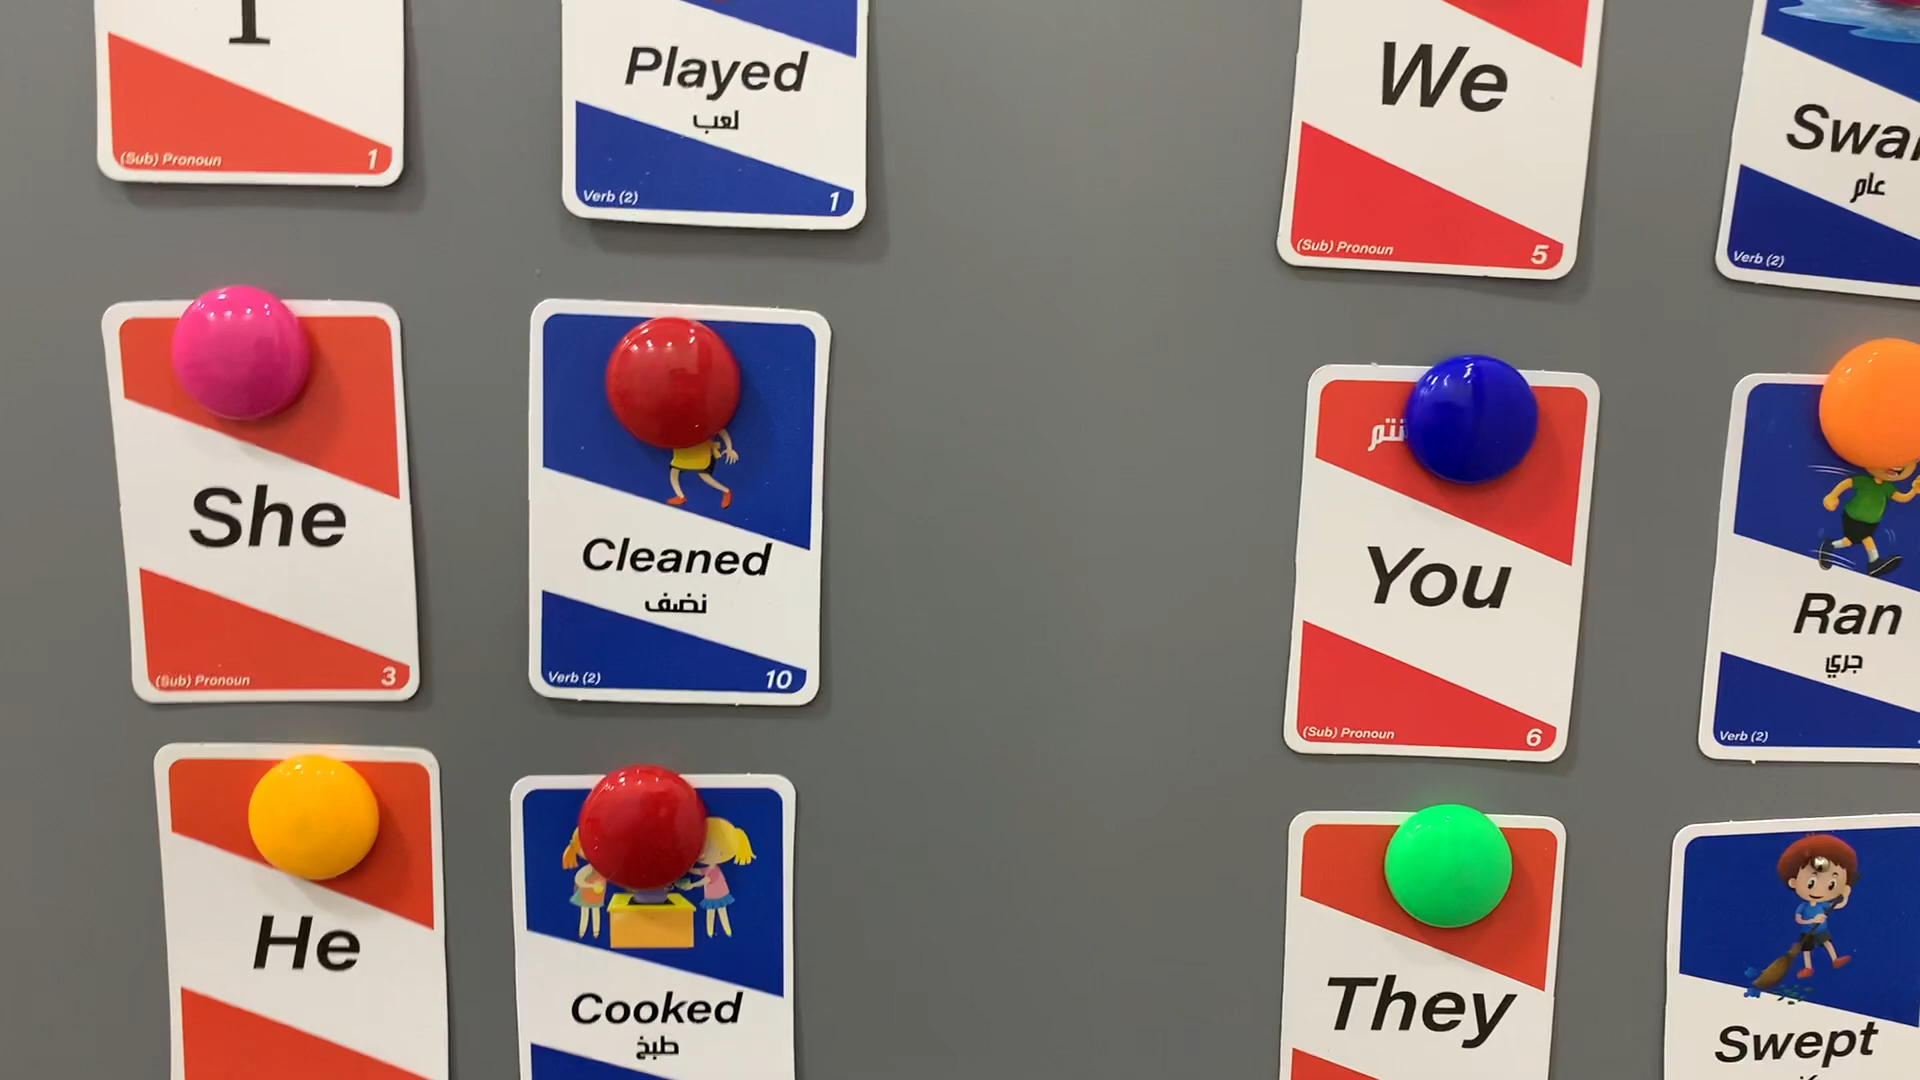 I
(Sub) Pronoun 1
Played
لعب
Verb (2) 1
We
(Sub) Pronoun 5
عام
Verb (2)
She
(Sub) Pronoun 3
Cleaned
نضف
Verb (2) 10
You
(Sub) Pronoun 6
Ran
جري
Verb (2)
He
Cooked
طبخ
They
Swept